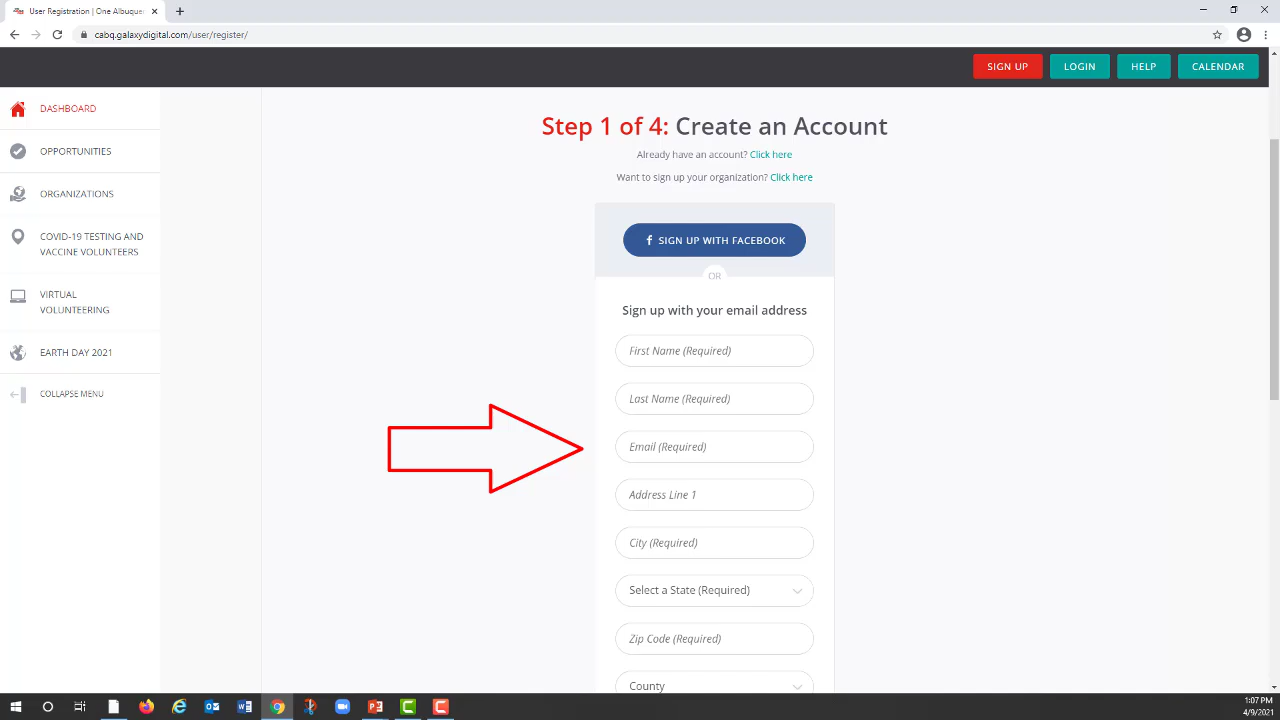 User Registration | One Albuquer
cabq.galaxydigital.com/user/register/
SIGN UP
LOGIN
HELP
CALENDAR
DASHBOARD
OPPORTUNITIES
ORGANIZATIONS
COVID-19 TESTING AND
VACCINE VOLUNTEERS
VIRTUAL
VOLUNTEERING
EARTH DAY 2021
COLLAPSE MENU
Step 1 of 4: Create an Account
Already have an account? Click here
Want to sign up your organization? Click here
f SIGN UP WITH FACEBOOK
OR
Sign up with your email address
First Name (Required)
Last Name (Required)
Email (Required)
Address Line 1
City (Required)
Select a State (Required)
Zip Code (Required)
County
1:07 PM
4/9/2021